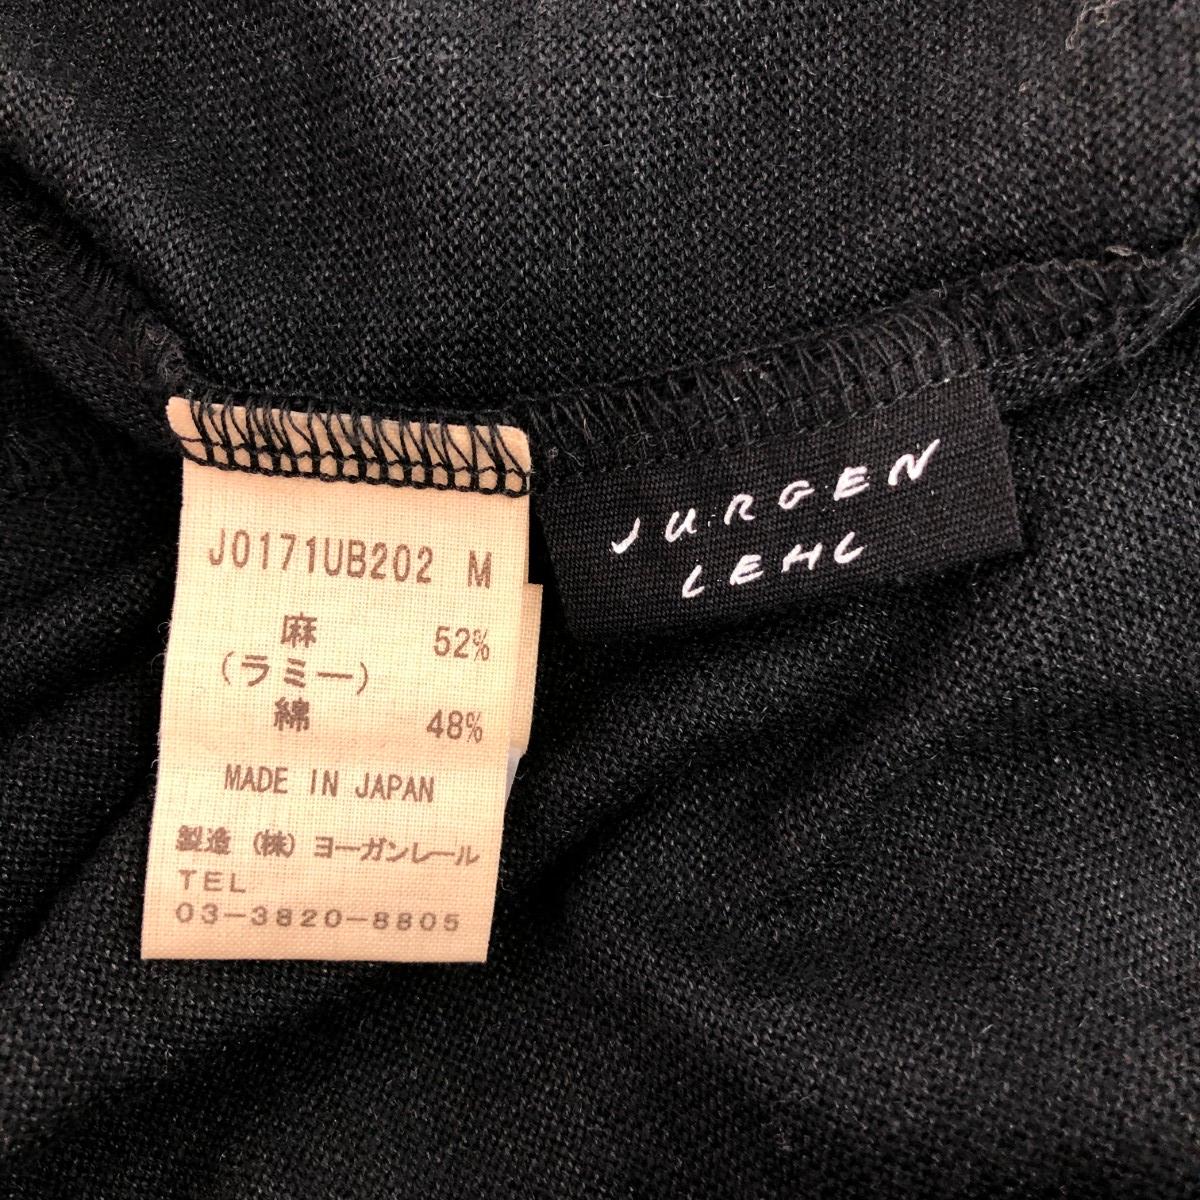 J0171UB202 M
麻 52%
(ラミー)
綿 48%
MADE IN JAPAN
製造 (株) ヨーガンレール
TEL
03-3820-8805
JURGEN
LEHL